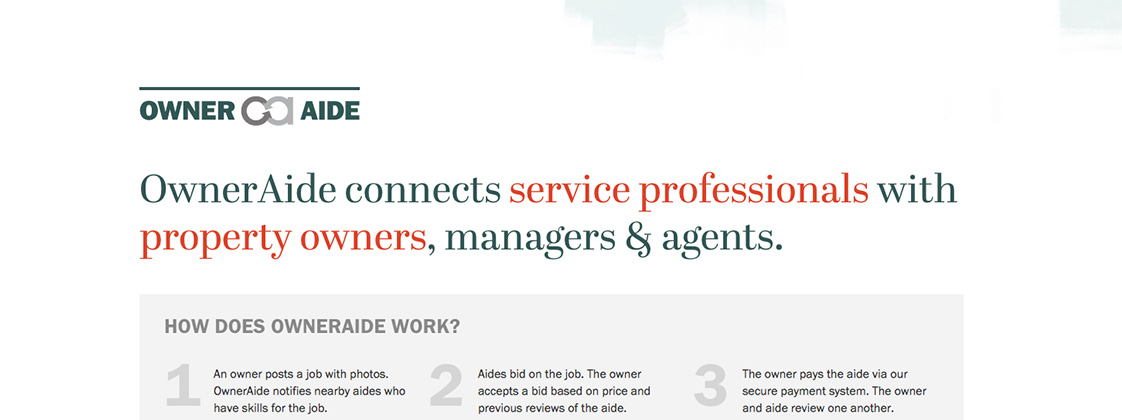 OWNER oa AIDE
OwnerAide connects service professionals with
property owners, managers & agents.
HOW DOES OWNERAIDE WORK?
1 An owner posts a job with photos.
OwnerAide notifies nearby aides who
have skills for the job.
2 Aides bid on the job. The owner
accepts a bid based on price and
previous reviews of the aide.
3 The owner pays the aide via our
secure payment system. The owner
and aide review one another.